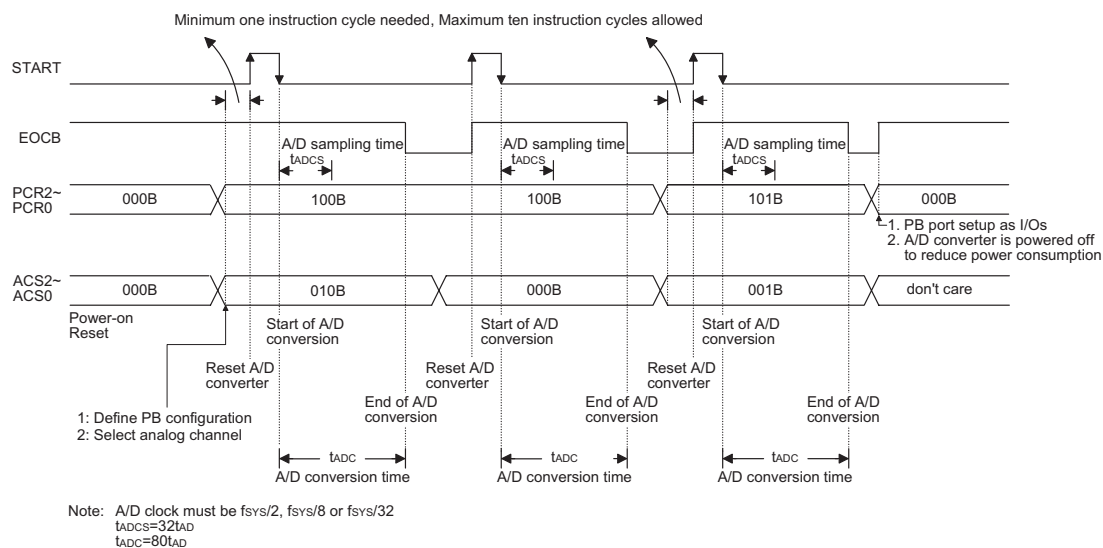 Minimum one instruction cycle needed, Maximum ten instruction cycles allowed
START
EOCB
A/D sampling time
tADCS
A/D sampling time
tADCS
A/D sampling time
tADCS
PCR2~
PCR0
000B
100B
100B
101B
000B
1. PB port setup as I/Os
2. A/D converter is powered off
to reduce power consumption
ACS2~
ACS0
000B
010B
000B
001B
don't care
Power-on
Reset
Start of A/D
conversion
Start of A/D
conversion
Start of A/D
conversion
Reset A/D
converter
Reset A/D
converter
Reset A/D
converter
1: Define PB configuration
2: Select analog channel
End of A/D
conversion
End of A/D
conversion
End of A/D
conversion
tADC
A/D conversion time
tADC
A/D conversion time
tADC
A/D conversion time
Note: A/D clock must be fSYS/2, fSYS/8 or fSYS/32
tADCS=32tAD
tADC=80tAD